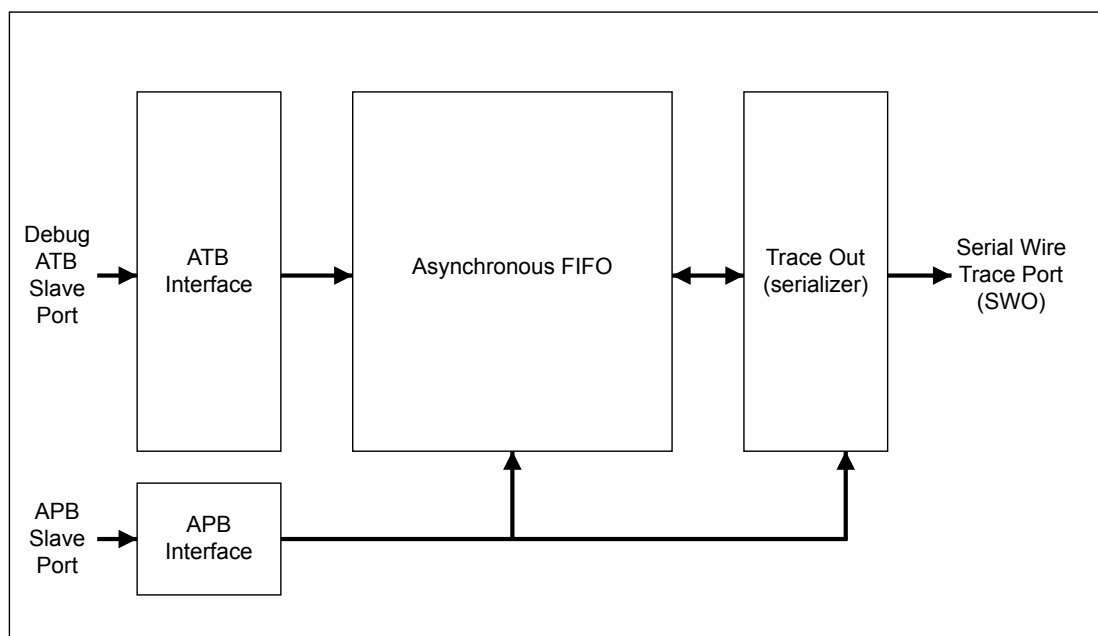 Debug
ATB
Slave
Port
ATB
Interface
Asynchronous FIFO
Trace Out
(serializer)
Serial Wire
Trace Port
(SWO)
APB
Slave
Port
APB
Interface